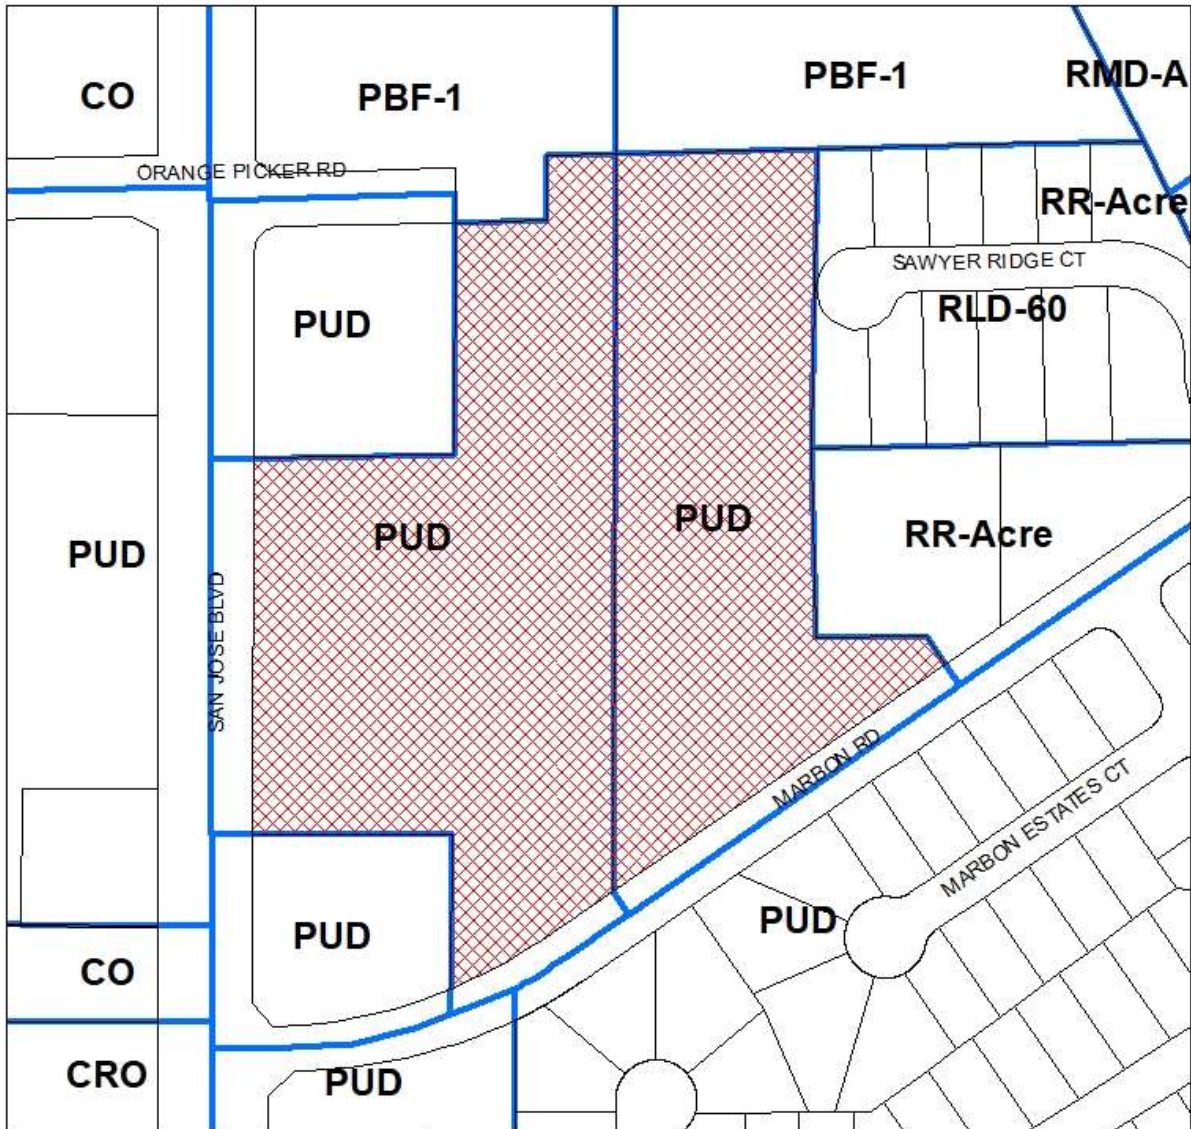 PBF-1
RMD-A
CO
PBF-1
ORANGE PICKER RD
RR-Acre
SAWYER RIDGE CT
RLD-60
PUD
PUD
PUD
RR-Acre
PUD
SAN JOSE BLVD
MARBON RD
MARBON ESTATES CT
PUD
PUD
CO
CRO
PUD